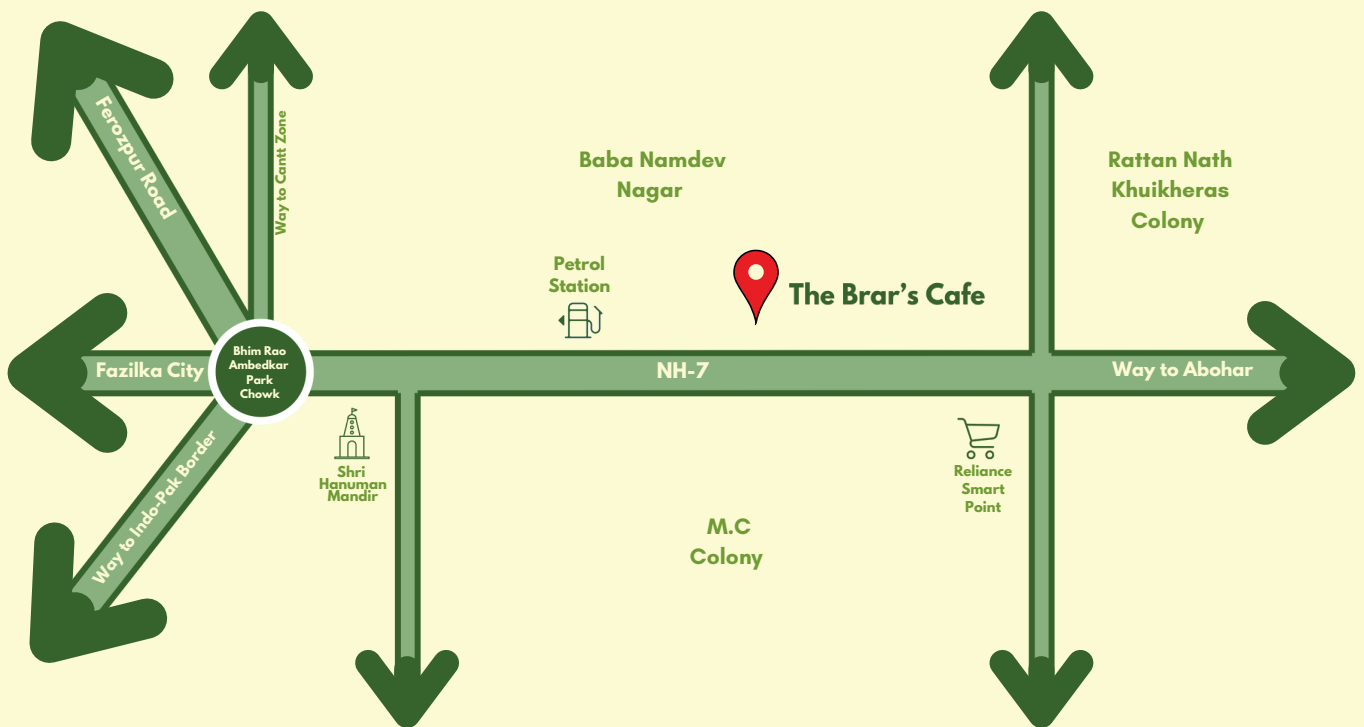 Ferozpur Road
Way to Cantt Zone
Baba Namdev
Nagar
Rattan Nath
Khuikheras
Colony
Petrol
Station
The Brar’s Cafe
Fazilka City
Bhim Rao
Ambedkar
Park
Chowk
NH-7
Way to Abohar
Way to Indo-Pak Border
Shri
Hanuman
Mandir
Reliance
Smart
Point
M.C
Colony